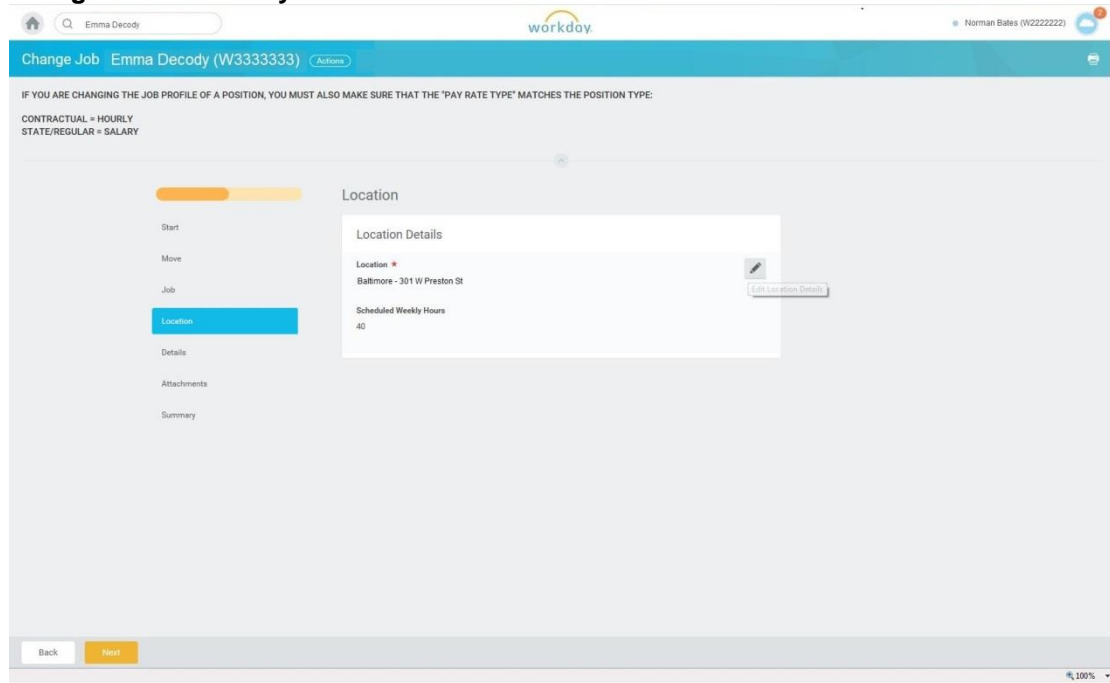 Emma Decody
workday.
Norman Bates (W2222222)
2
Change Job Emma Decody (W3333333) Actions
IF YOU ARE CHANGING THE JOB PROFILE OF A POSITION, YOU MUST ALSO MAKE SURE THAT THE "PAY RATE TYPE" MATCHES THE POSITION TYPE:
CONTRACTUAL = HOURLY
STATE/REGULAR = SALARY
Start
Move
Job
Location
Details
Attachments
Summary
Location
Location Details
Location *
Baltimore - 301 W Preston St
Edit Location Details
Scheduled Weekly Hours
40
Back Next
100%